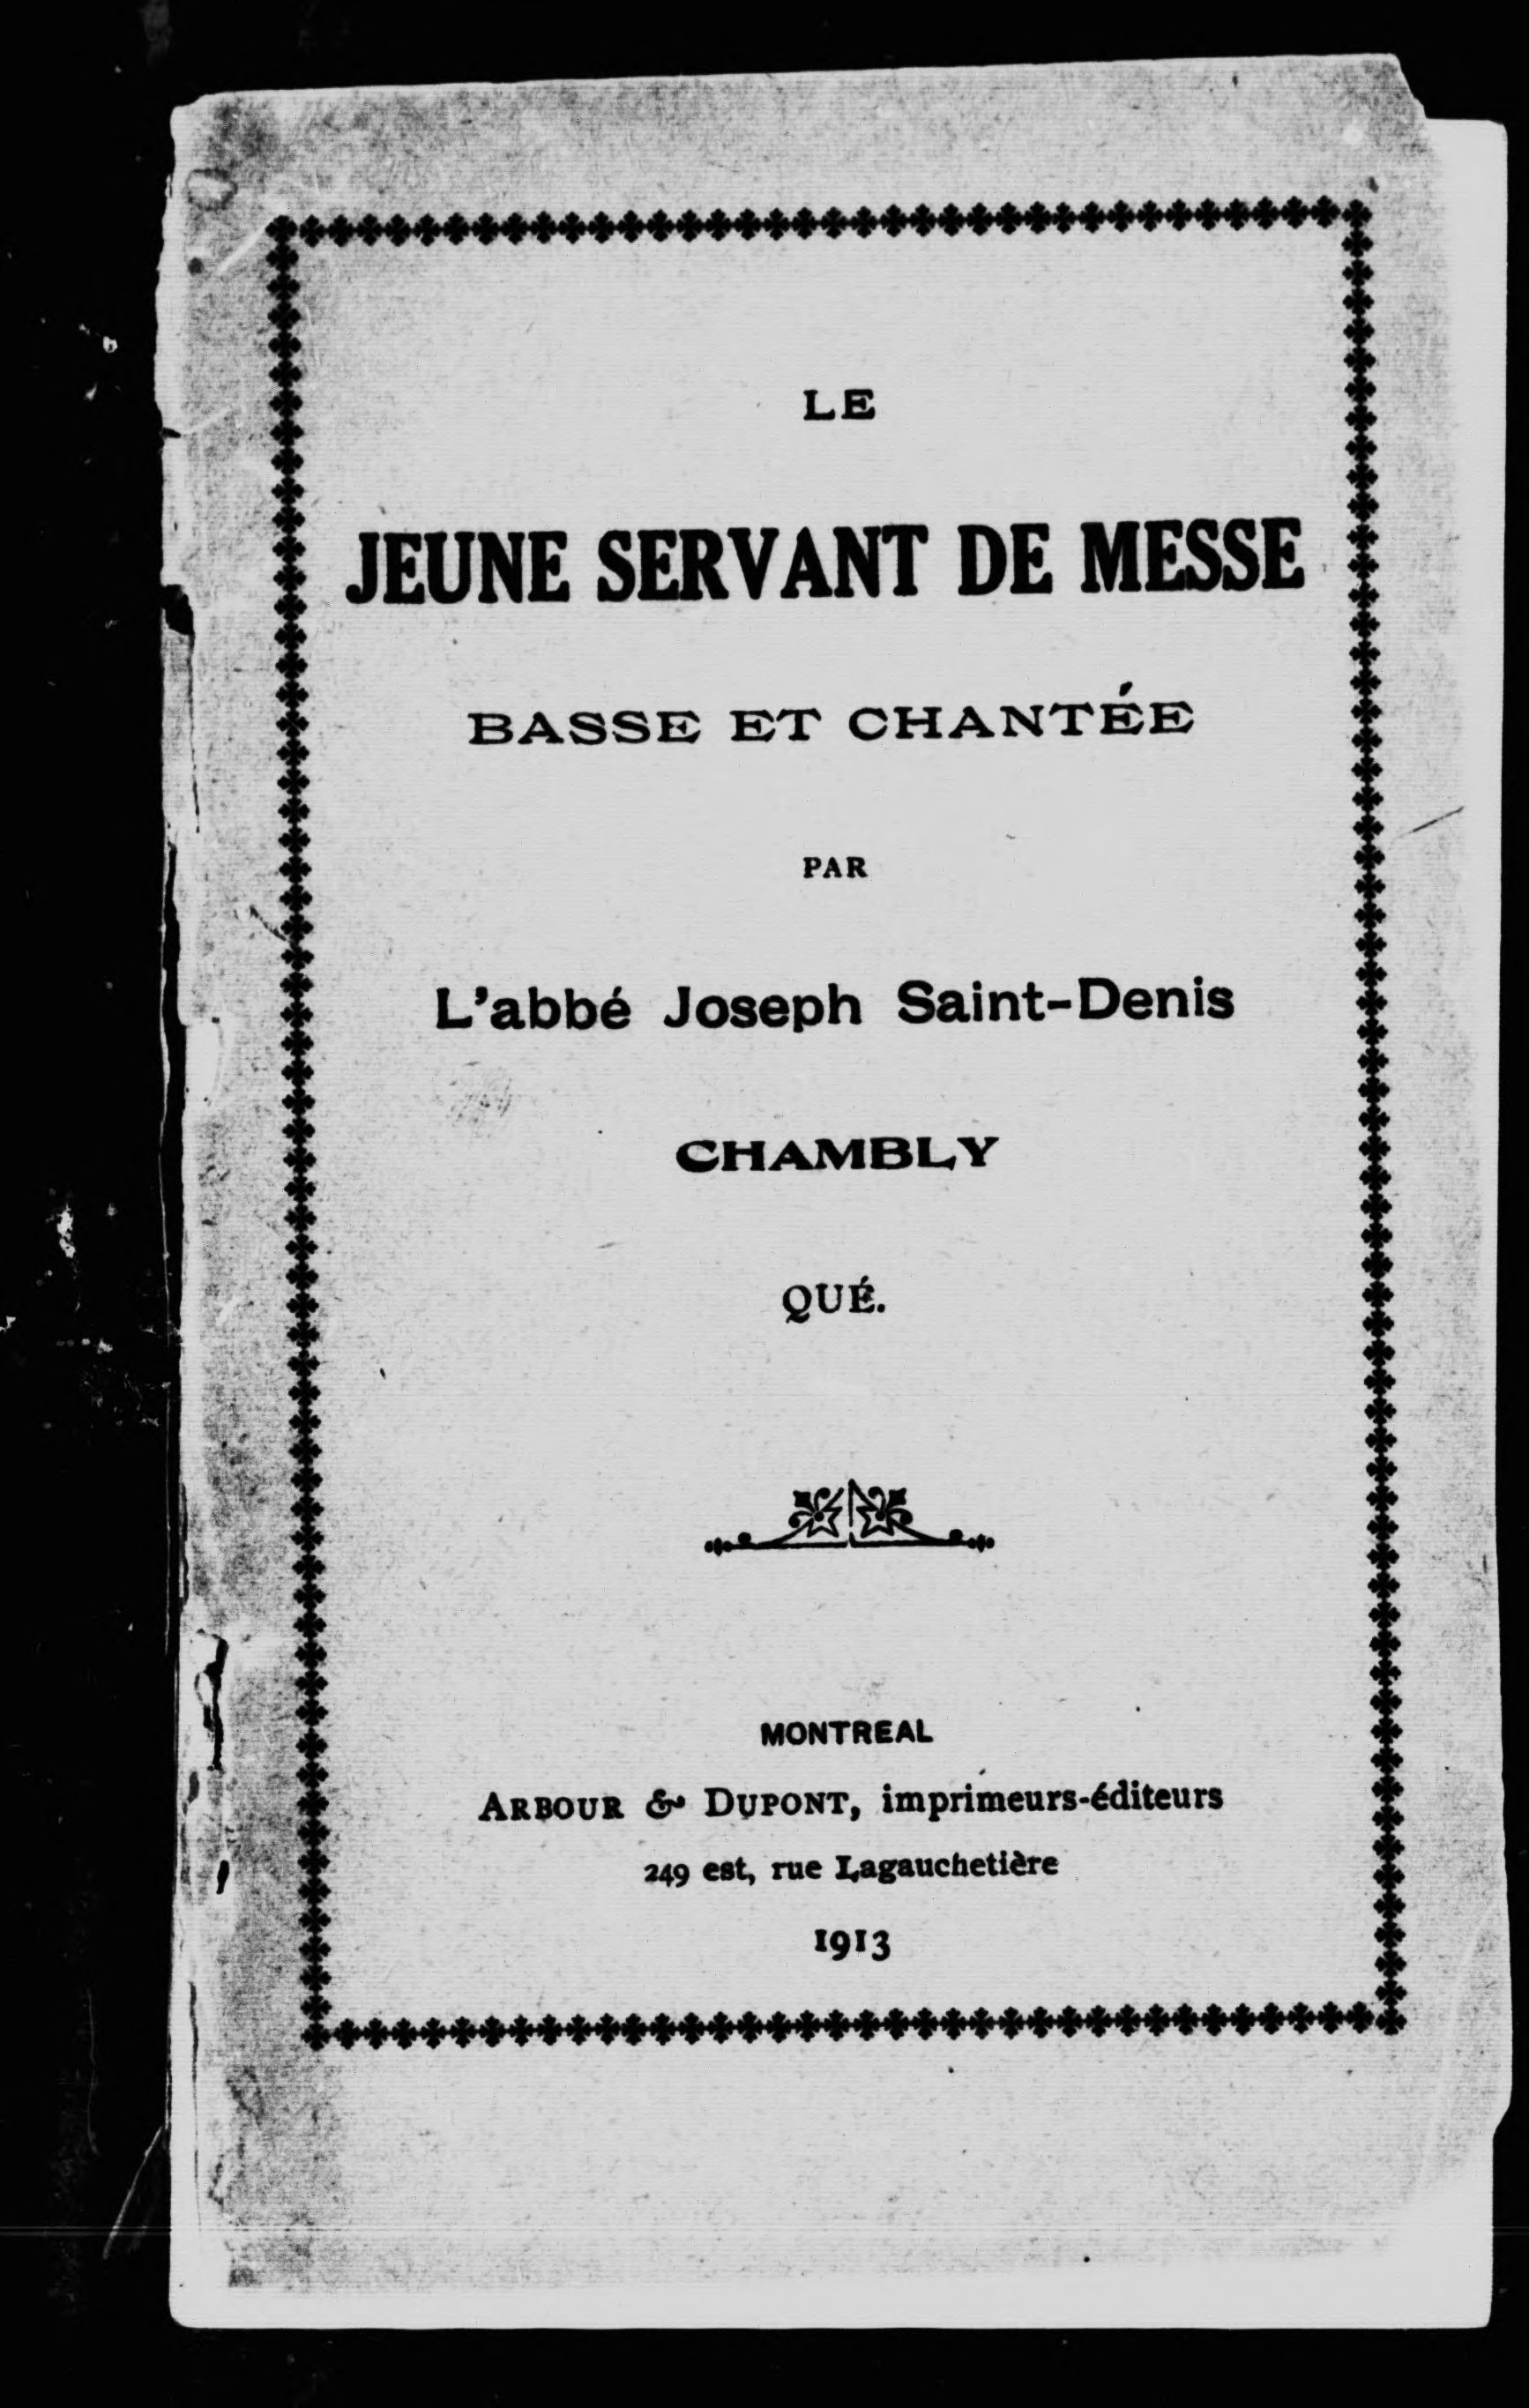 LE
JEUNE SERVANT DE MESSE
BASSE ET CHANTÉE
PAR
L'abbé Joseph Saint-Denis
CHAMBLY
QUÉ.
MONTREAL
ARBOUR & DUPONT, imprimeurs-éditeurs
249 est, rue Lagauchetière
1913